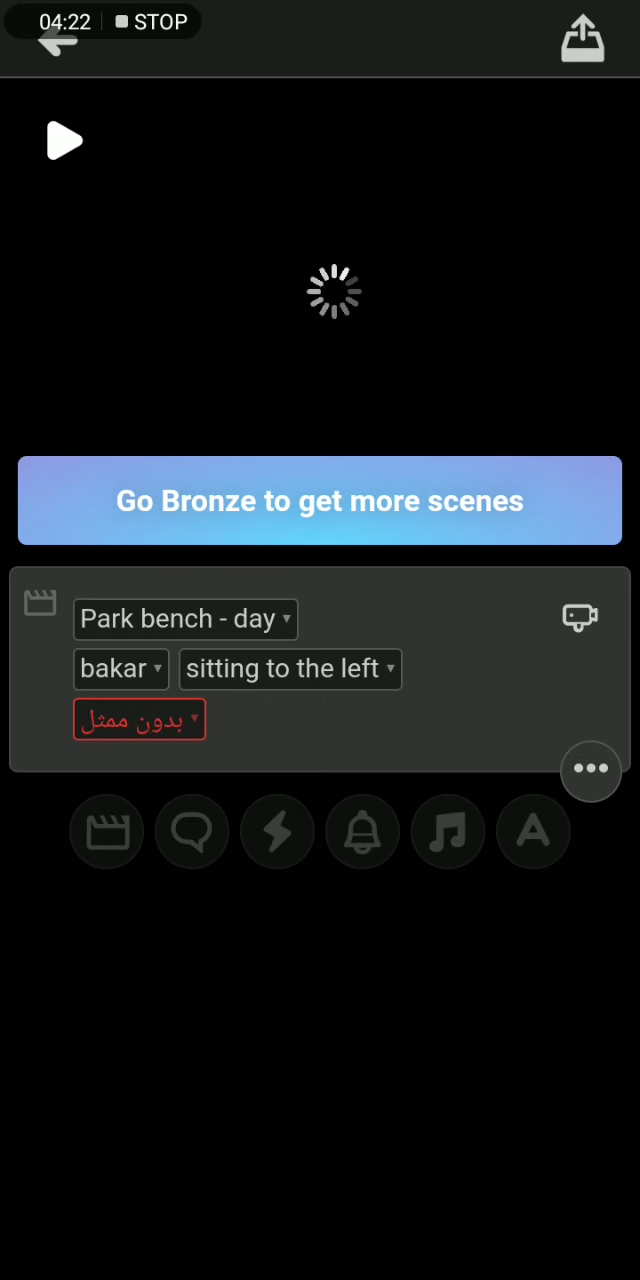 04:22 STOP
Go Bronze to get more scenes
Park bench - day
bakar sitting to the left
بدون ممثل